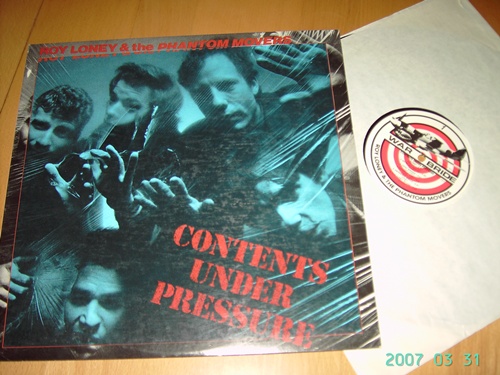 ROY LONEY & the PHANTOM MOVERS
CONTENTS
UNDER
PRESSURE
WAR BRIDE
ROY LONEY & THE PHANTOM MOVERS
2007 03 31